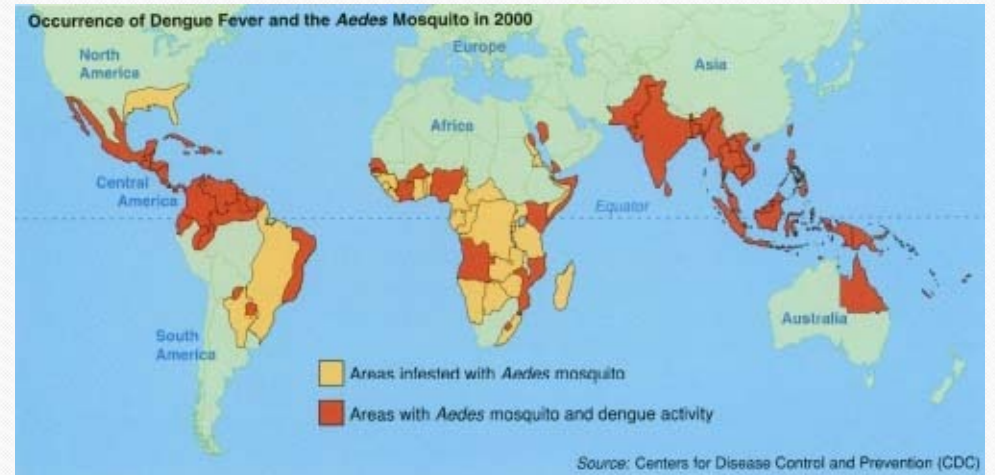 Occurrence of Dengue Fever and the Aedes Mosquito in 2000
North
America
Europe
Asia
Africa
Central
America
Equator
South
America
Australia
Areas infested with Aedes mosquito
Areas with Aedes mosquito and dengue activity
Source: Centers for Disease Control and Prevention (CDC)